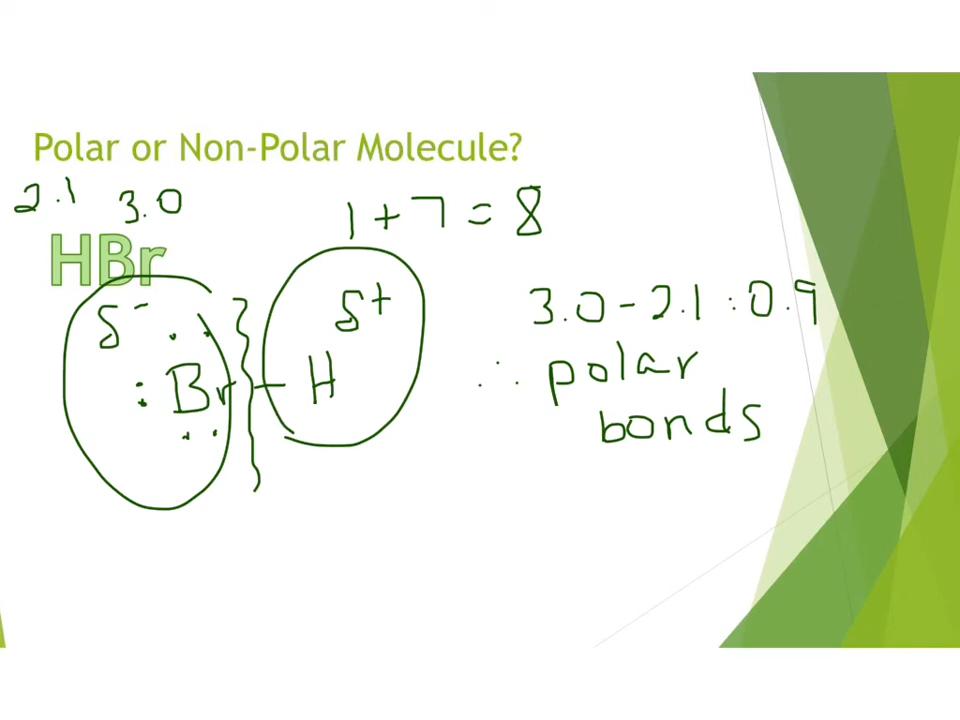 Polar or Non-Polar Molecule?
2.1 3.0
1+7=8
HBr
δ- δ+
3.0-2.1:0.9
:Br-H
∴ polar
bonds